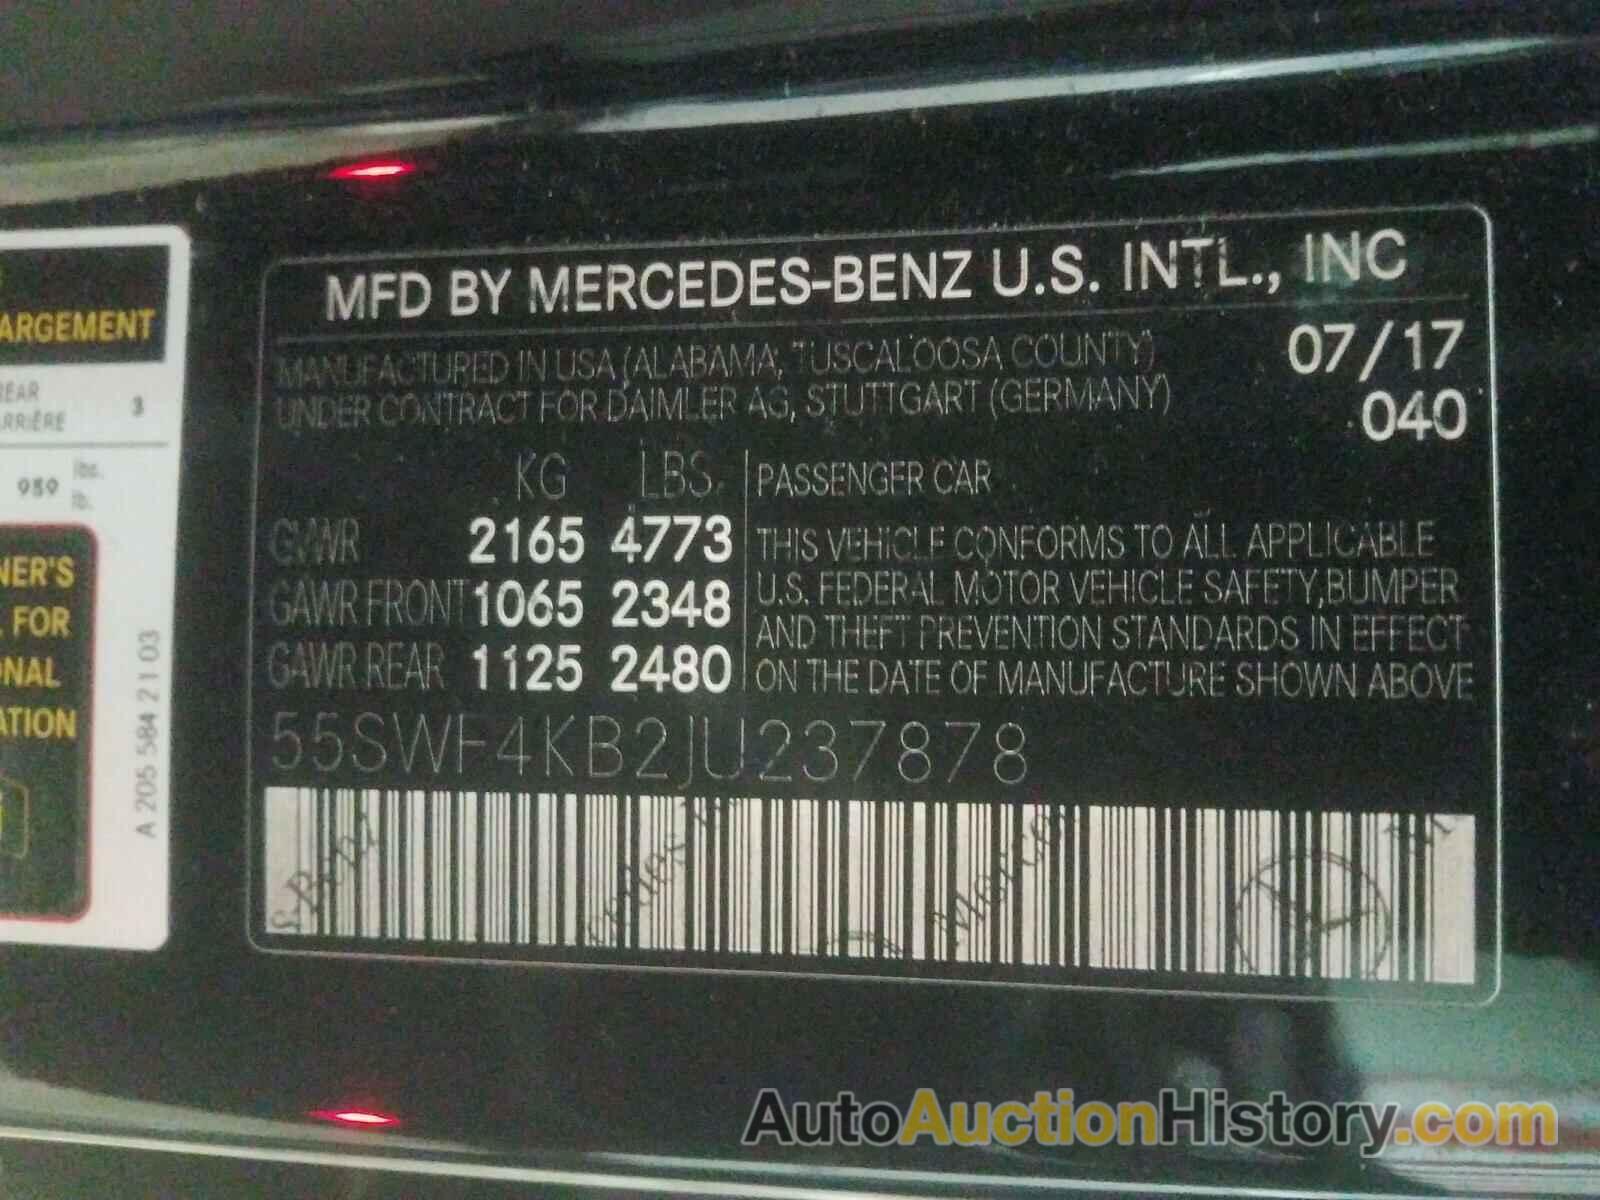 ARGEMENT
REAR
ARRIÈRE 3
959 lbs.
lb.
NER'S
FOR
NAL
ATION
A 205 584 21 03
MFD BY MERCEDES-BENZ U.S. INTL., INC
MANUFACTURED IN USA (ALABAMA, TUSCALOOSA COUNTY) 07/17
UNDER CONTRACT FOR DAIMLER AG, STUTTGART (GERMANY) 040
KG LBS. PASSENGER CAR
GVWR 2165 4773
GAWR FRONT 1065 2348
GAWR REAR 1125 2480
THIS VEHICLE CONFORMS TO ALL APPLICABLE
U.S. FEDERAL MOTOR VEHICLE SAFETY, BUMPER
AND THEFT PREVENTION STANDARDS IN EFFECT
ON THE DATE OF MANUFACTURE SHOWN ABOVE
55SWF4KB2JU237878
AutoAuctionHistory.com